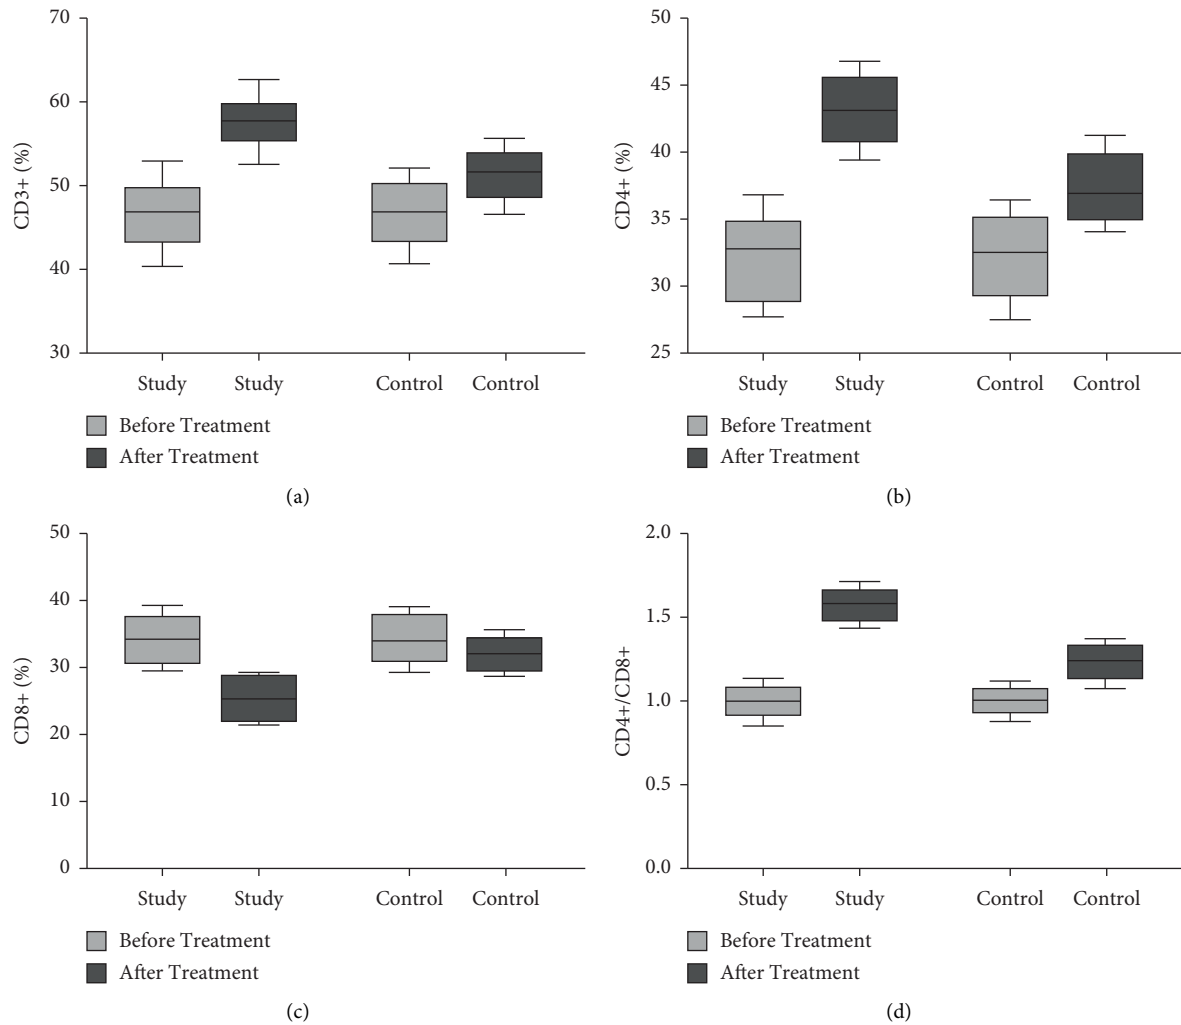 70
60
50
40
30
CD3+ (%)
Study Study Control Control
Before Treatment
After Treatment
(a)
50
45
40
35
30
25
CD4+ (%)
Study Study Control Control
Before Treatment
After Treatment
(b)
50
40
30
20
10
0
CD8+ (%)
Study Study Control Control
Before Treatment
After Treatment
(c)
2.0
1.5
1.0
0.5
0.0
CD4+/CD8+
Study Study Control Control
Before Treatment
After Treatment
(d)